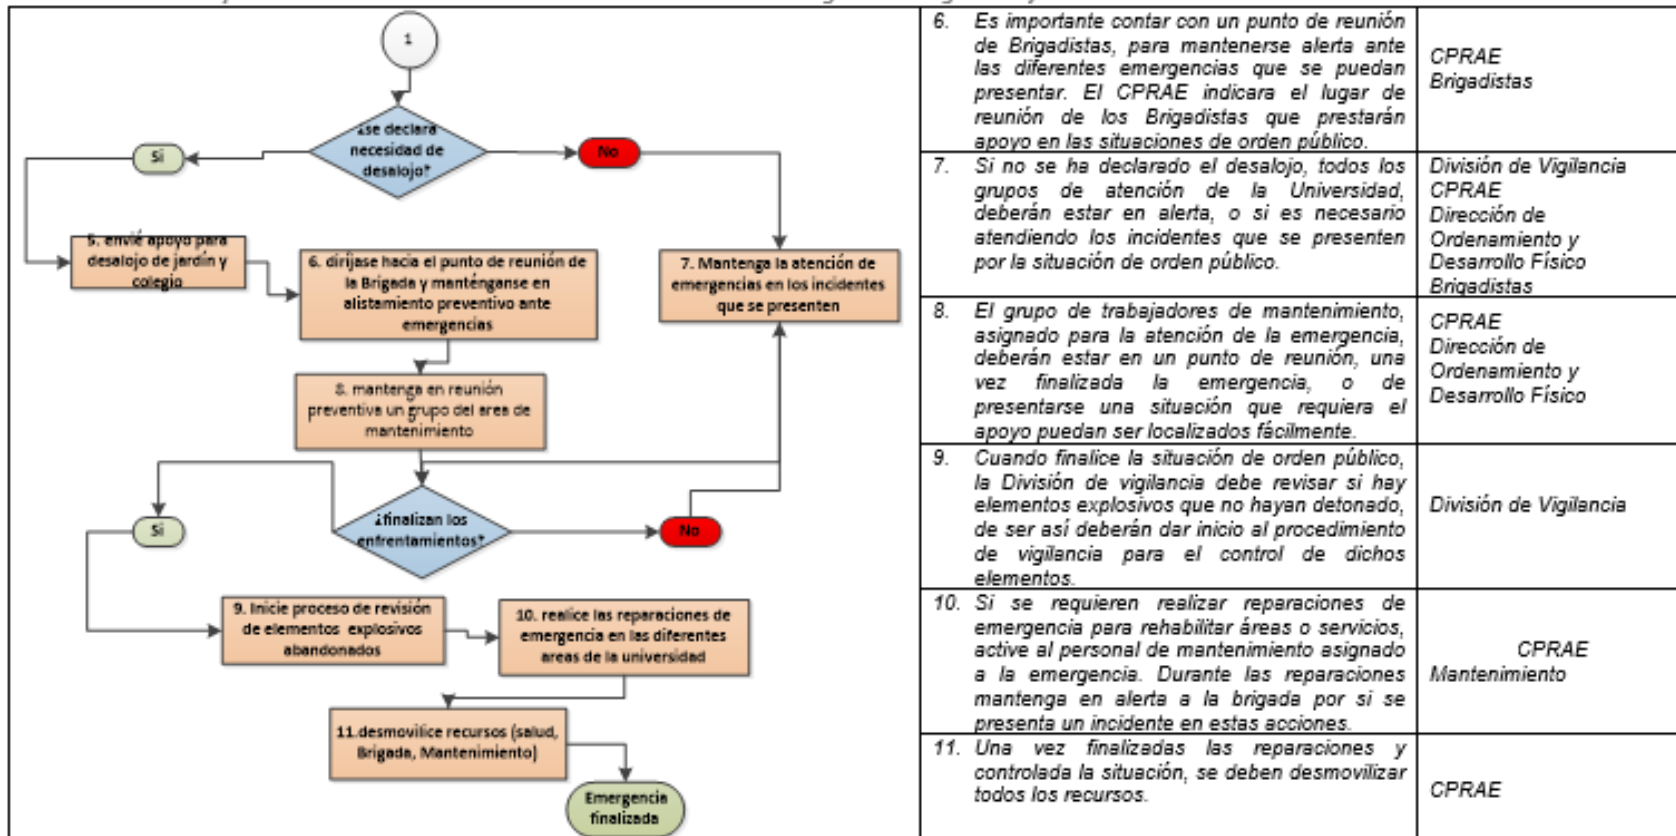 1
¿se declara
necesidad de
desalojo?
Si
No
5. envié apoyo para
desalojo de jardín y
colegio
6. diríjase hacia el punto de reunión de
la Brigada y manténganse en
alistamiento preventivo ante
emergencias
7. Mantenga la atención de
emergencias en los incidentes
que se presenten
8. mantenga en reunión
preventiva un grupo del area de
mantenimiento
¿finalizan los
enfrentamientos?
Si
No
9. Inicie proceso de revisión
de elementos explosivos
abandonados
10. realice las reparaciones de
emergencia en las diferentes
areas de la universidad
11.desmovilice recursos (salud,
Brigada, Mantenimiento)
Emergencia
finalizada
6. Es importante contar con un punto de reunión
de Brigadistas, para mantenerse alerta ante
las diferentes emergencias que se puedan
presentar. El CPRAE indicara el lugar de
reunión de los Brigadistas que prestarán
apoyo en las situaciones de orden público.
CPRAE
Brigadistas
7. Si no se ha declarado el desalojo, todos los
grupos de atención de la Universidad,
deberán estar en alerta, o si es necesario
atendiendo los incidentes que se presenten
por la situación de orden público.
División de Vigilancia
CPRAE
Dirección de
Ordenamiento y
Desarrollo Físico
Brigadistas
8. El grupo de trabajadores de mantenimiento,
asignado para la atención de la emergencia,
deberán estar en un punto de reunión, una
vez finalizada la emergencia, o de
presentarse una situación que requiera el
apoyo puedan ser localizados fácilmente.
CPRAE
Dirección de
Ordenamiento y
Desarrollo Físico
9. Cuando finalice la situación de orden público,
la División de vigilancia debe revisar si hay
elementos explosivos que no hayan detonado,
de ser así deberán dar inicio al procedimiento
de vigilancia para el control de dichos
elementos.
División de Vigilancia
10. Si se requieren realizar reparaciones de
emergencia para rehabilitar áreas o servicios,
active al personal de mantenimiento asignado
a la emergencia. Durante las reparaciones
mantenga en alerta a la brigada por si se
presenta un incidente en estas acciones.
CPRAE
Mantenimiento
11. Una vez finalizadas las reparaciones y
controlada la situación, se deben desmovilizar
todos los recursos.
CPRAE